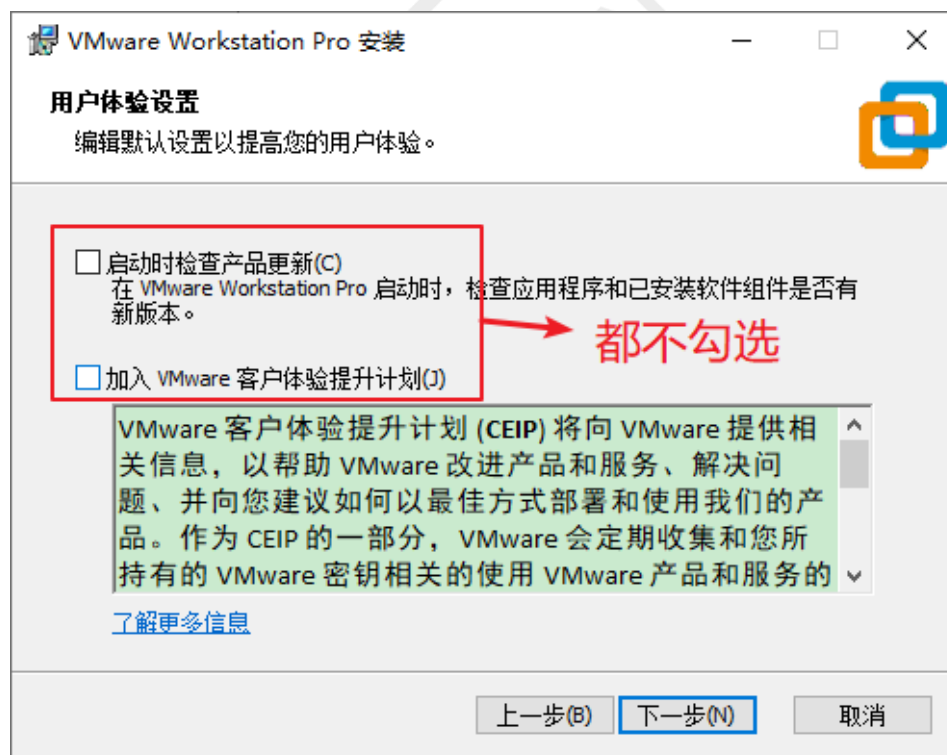 VMware Workstation Pro 安装
用户体验设置
编辑默认设置以提高您的用户体验。
启动时检查产品更新(C)
在 VMware Workstation Pro 启动时，检查应用程序和已安装软件组件是否有
新版本。
都不勾选
加入 VMware 客户体验提升计划(J)
VMware 客户体验提升计划 (CEIP) 将向 VMware 提供相
关信息，以帮助 VMware 改进产品和服务、解决问
题、并向您建议如何以最佳方式部署和使用我们的产
品。作为 CEIP 的一部分，VMware 会定期收集和您所
持有的 VMware 密钥相关的使用 VMware 产品和服务的
了解更多信息
上一步(B) 下一步(N) 取消